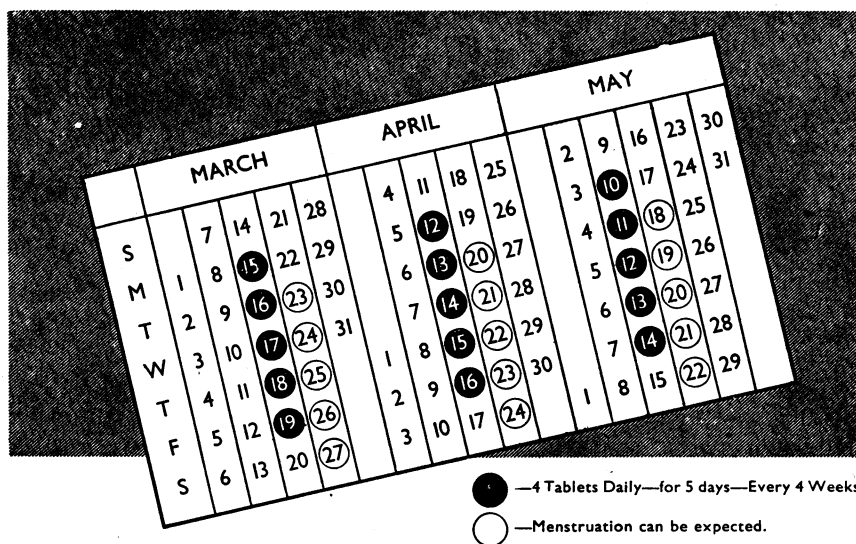 MARCH APRIL MAY
S 7 14 21 28 4 11 18 25 2 9 16 23 30
M 1 8 15 22 29 5 12 19 26 3 10 17 24 31
T 2 9 16 23 30 6 13 20 27 4 11 18 25
W 3 10 17 24 31 7 14 21 28 5 12 19 26
T 4 11 18 25 1 8 15 22 29 6 13 20 27
F 5 12 19 26 2 9 16 23 30 7 14 21 28
S 6 13 20 27 3 10 17 24 1 8 15 22 29
—4 Tablets Daily—for 5 days—Every 4 Weeks
—Menstruation can be expected.